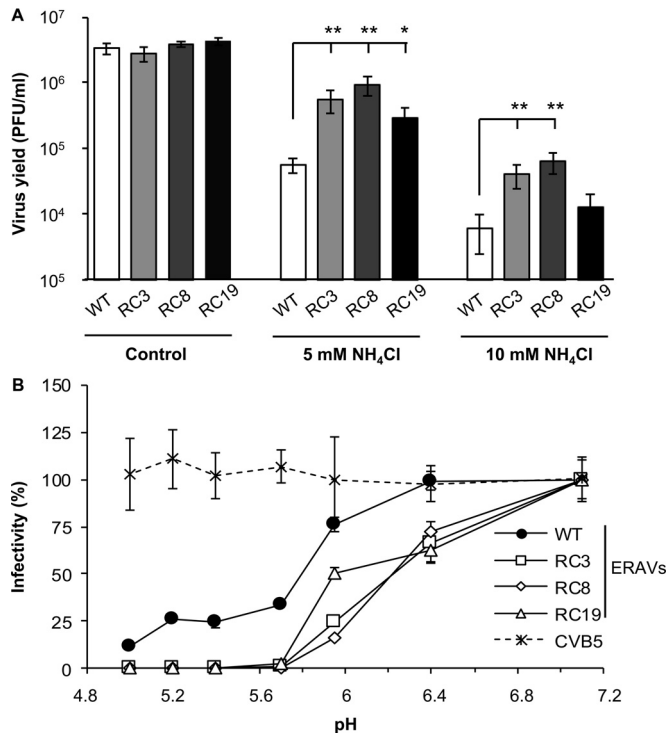 A
Virus yield (PFU/ml)
10⁷
10⁶
10⁵
10⁴
10⁵
** ** *
** **
WT RC3 RC8 RC19
WT RC3 RC8 RC19
WT RC3 RC8 RC19
Control
5 mM NH₄Cl
10 mM NH₄Cl
B
Infectivity (%)
150
125
100
75
50
25
0
WT
RC3
RC8
RC19
CVB5
ERAVs
4.8 5.2 5.6 6 6.4 6.8 7.2
pH